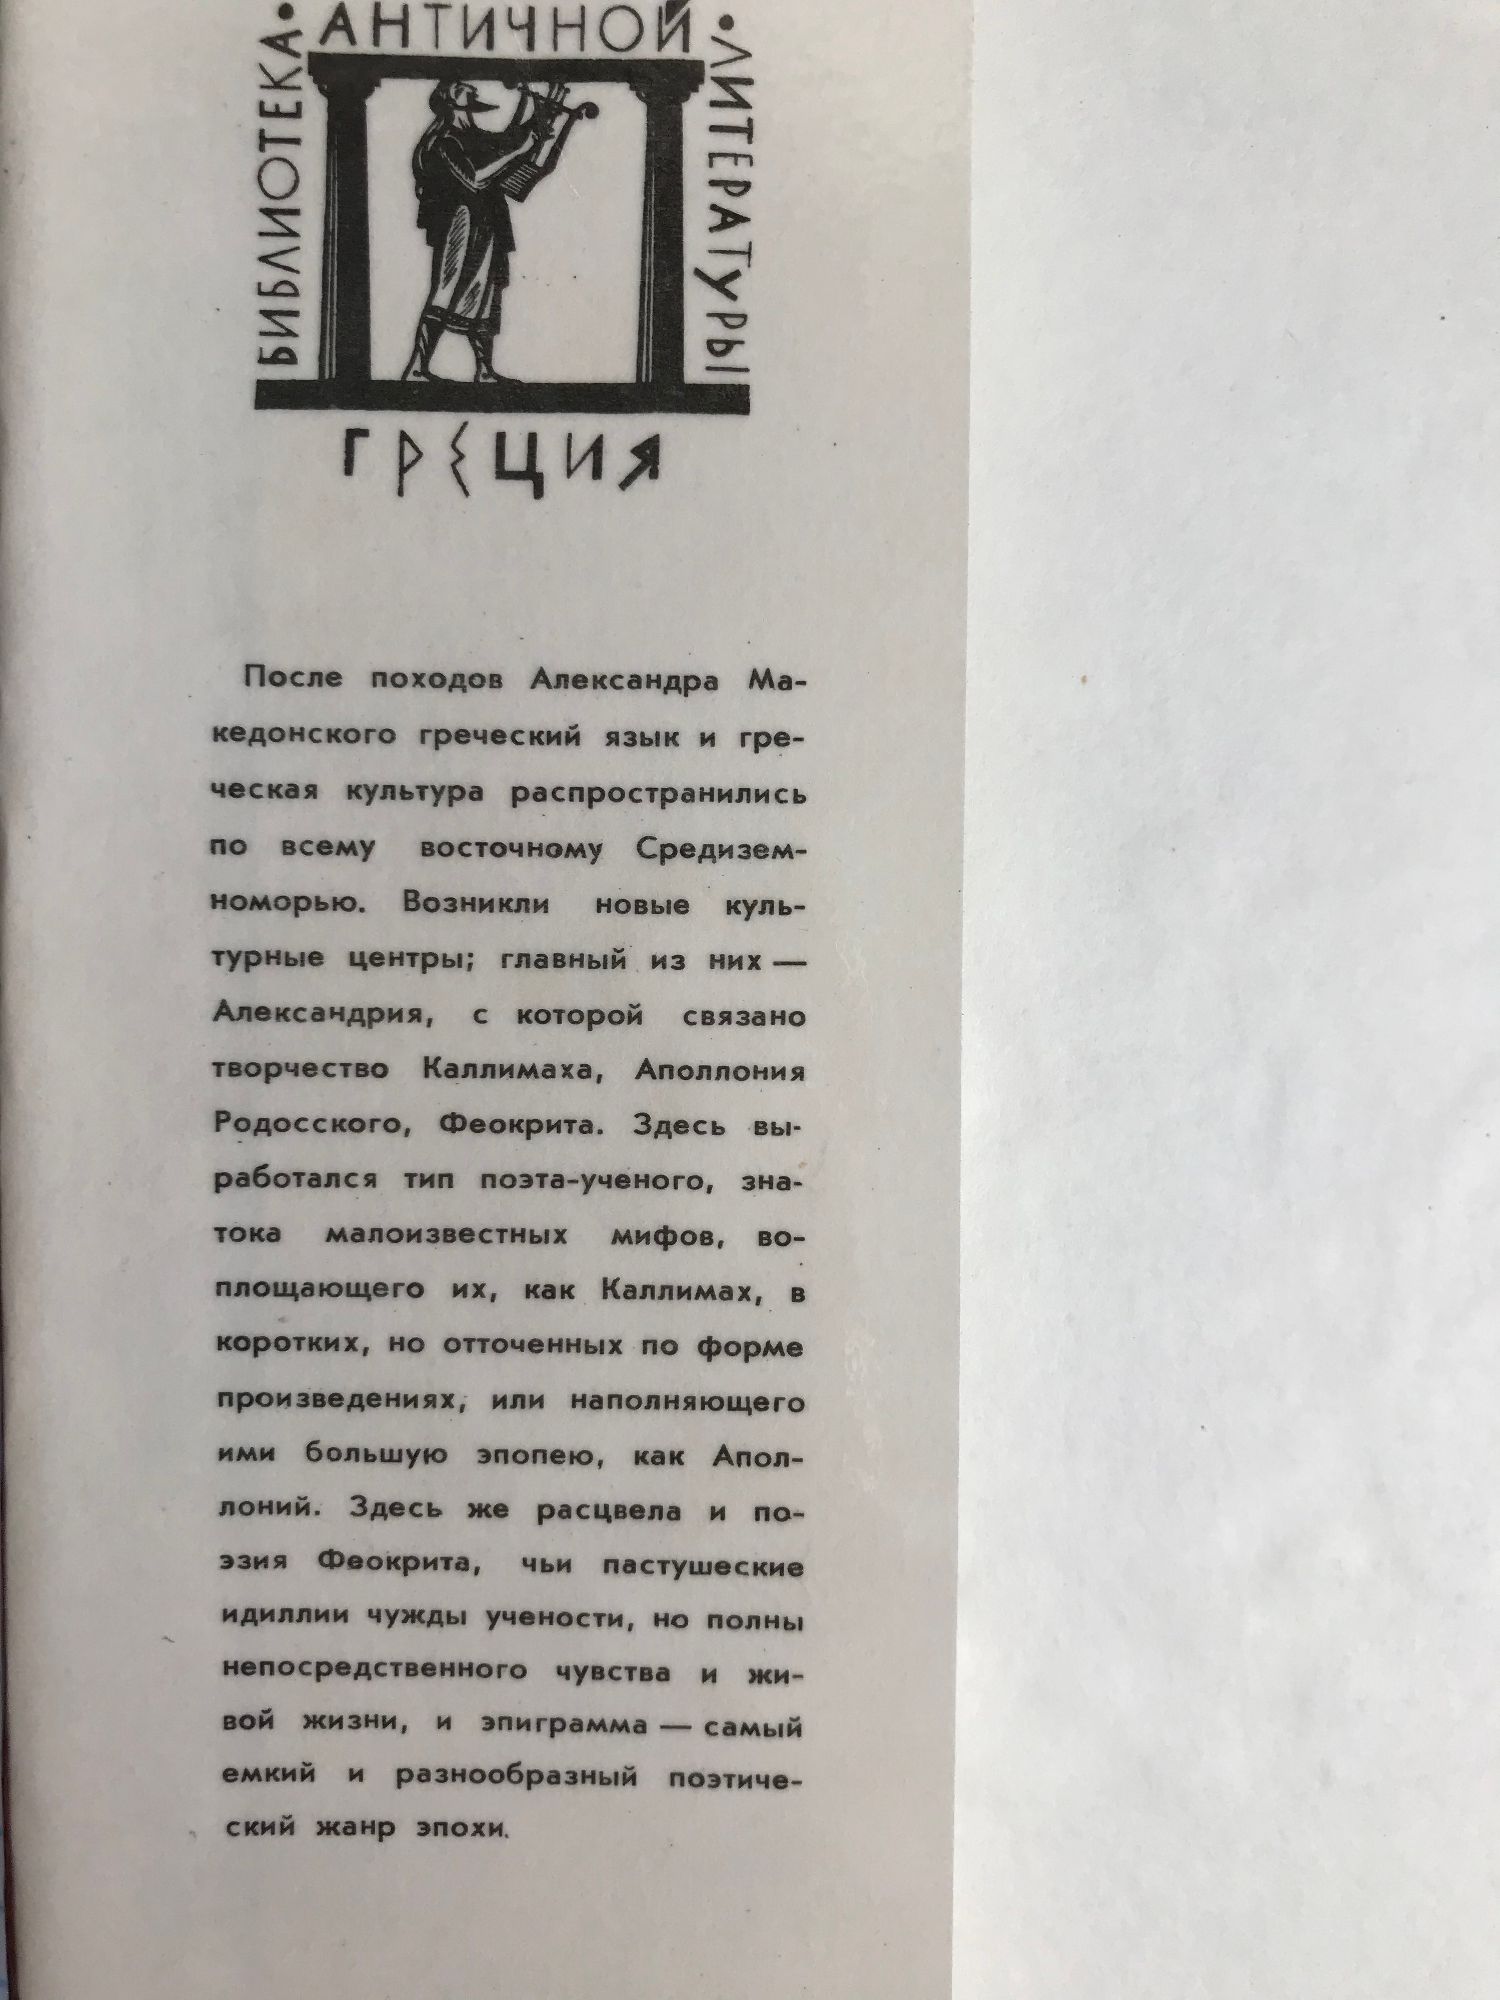 БИБЛИОТЕКА • АНТИЧНОЙ • ЛИТЕРАТУРЫ
ГРЕЦИЯ
После походов Александра Ма-
кедонского греческий язык и гре-
ческая культура распространились
по всему восточному Средизем-
номорью. Возникли новые куль-
турные центры; главный из них —
Александрия, с которой связано
творчество Каллимаха, Аполлония
Родосского, Феокрита. Здесь вы-
работался тип поэта-ученого, зна-
тока малоизвестных мифов, во-
площающего их, как Каллимах, в
коротких, но отточенных по форме
произведениях, или наполняющего
ими большую эпопею, как Апол-
лоний. Здесь же расцвела и по-
эзия Феокрита, чьи пастушеские
идиллии чужды учености, но полны
непосредственного чувства и жи-
вой жизни, и эпиграмма — самый
емкий и разнообразный поэтиче-
ский жанр эпохи.